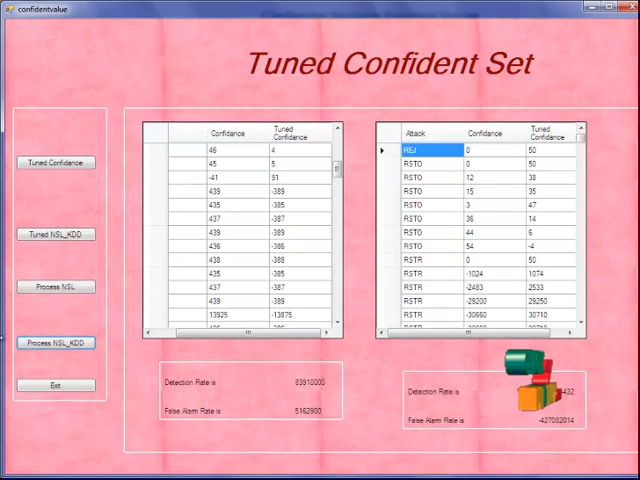 confidentvalue
Tuned Confident Set
Tuned Confidance
Tuned NSL_KDD
Process NSL
Process NSL_KDD
Exit
Confidance Tuned Confidance
46 4
45 5
-41 91
439 -389
435 -385
437 -387
439 -389
436 -386
438 -388
435 -385
437 -387
439 -389
13925 -13875
Attack Confidance Tuned Confidance
REJ 0 50
RSTO 0 50
RSTO 12 38
RSTO 15 35
RSTO 3 47
RSTO 36 14
RSTO 44 6
RSTO 54 -4
RSTR 0 50
RSTR -1024 1074
RSTR -2483 2533
RSTR -29200 29250
RSTR -30660 30710
Detection Rate is 83910000
False Alarm Rate is 5162900
Detection Rate is
False Alarm Rate is -427082014